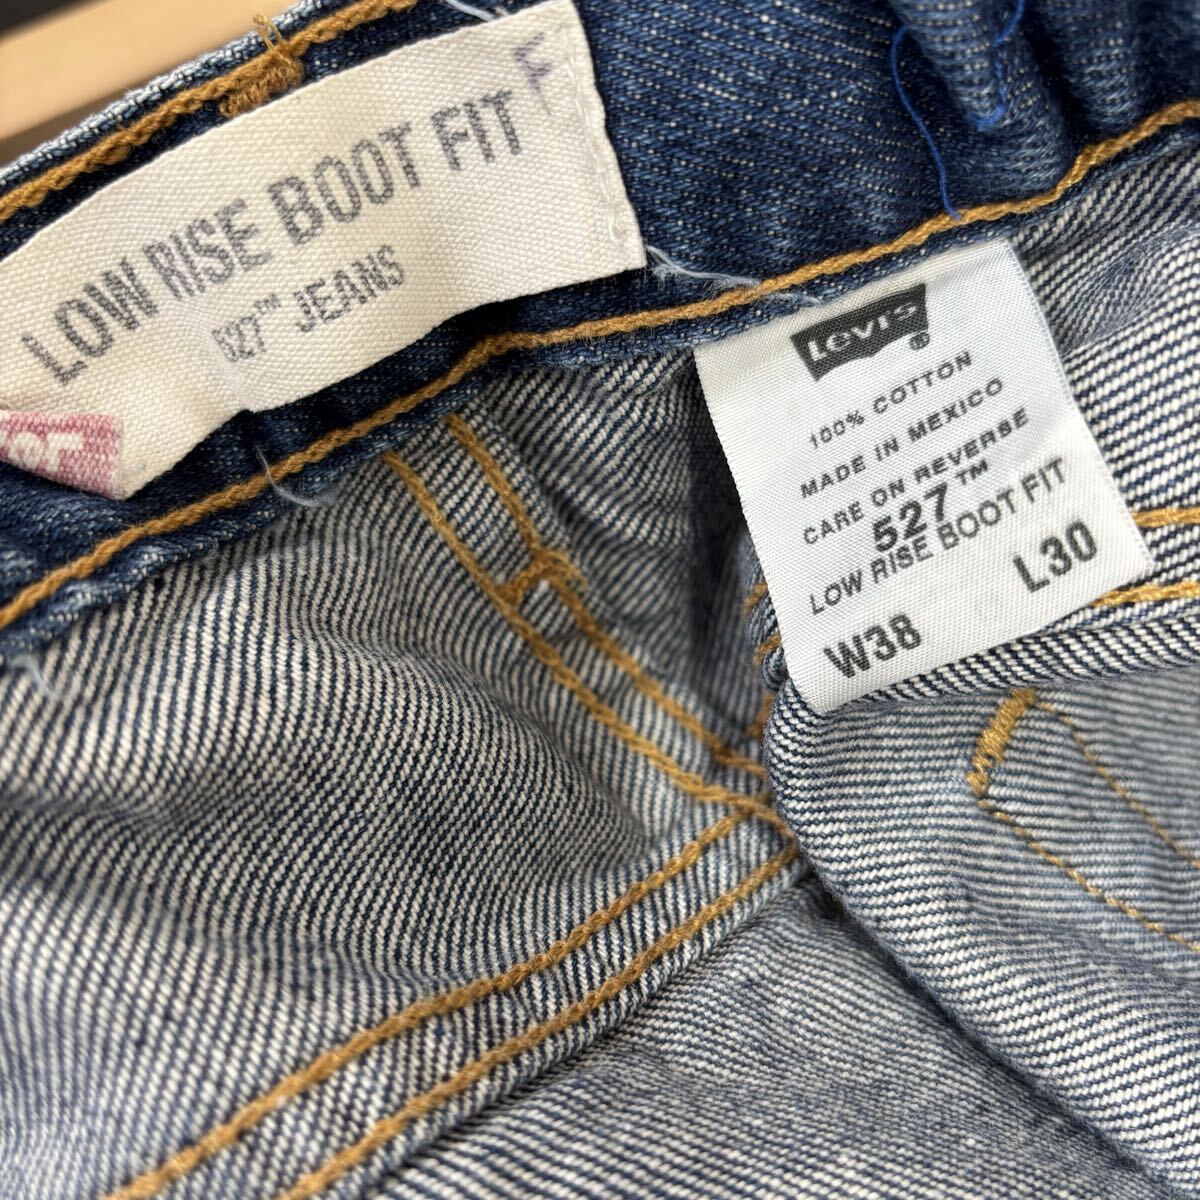 LOW RISE BOOT FIT
527™ JEANS
Levi's®
100% COTTON
MADE IN MEXICO
CARE ON REVERSE
527™
LOW RISE BOOT FIT
W38 L30